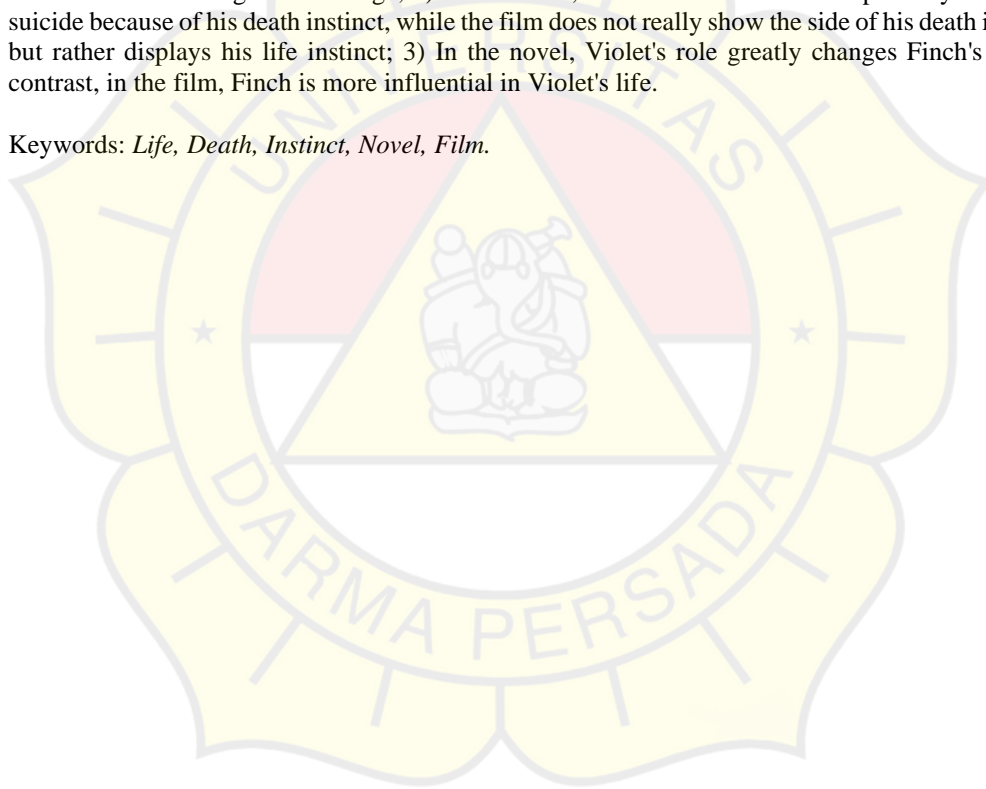 suicide because of his death instinct, while the film does not really show the side of his death i
but rather displays his life instinct; 3) In the novel, Violet's role greatly changes Finch's
contrast, in the film, Finch is more influential in Violet's life.
Keywords: Life, Death, Instinct, Novel, Film.
UNIVERSITAS
DARMA PERSADA